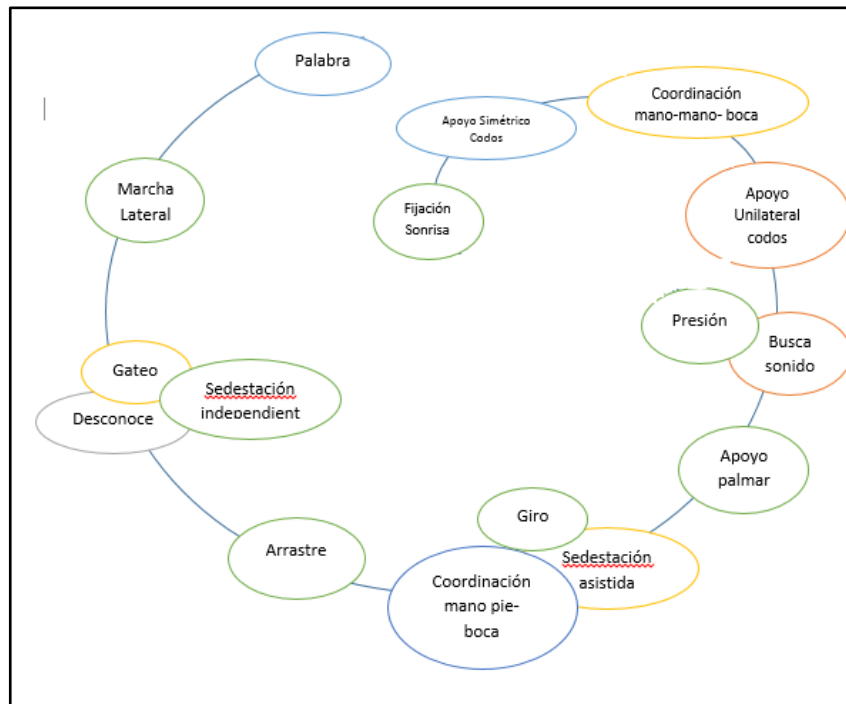 Palabra
Coordinación
mano-mano- boca
Apoyo Simétrico
Codos
Marcha
Lateral
Apoyo
Unilateral
codos
Fijación
Sonrisa
Presión
Busca
sonido
Gateo
Sedestación
independient
Desconoce
Apoyo
palmar
Giro
Arrastre
Sedestación
asistida
Coordinación
mano pie-
boca